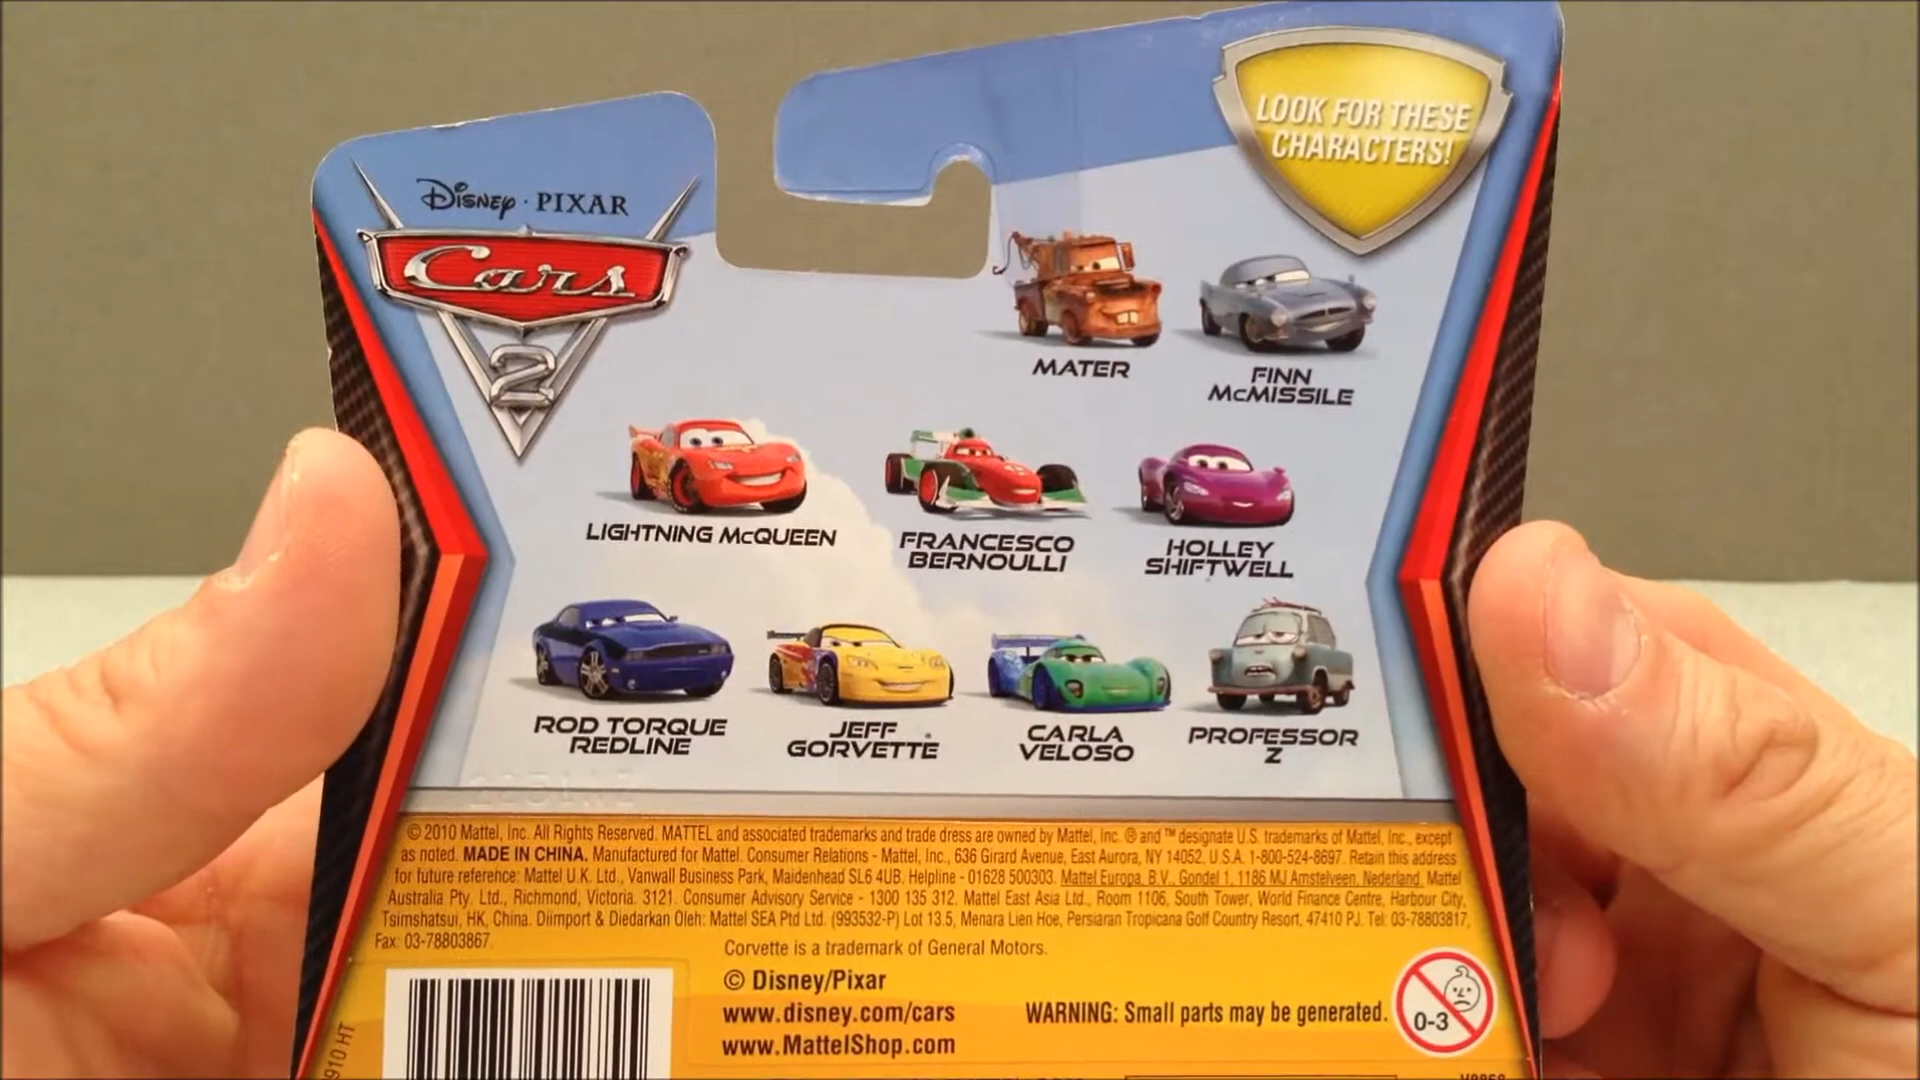 LOOK FOR THESE
CHARACTERS!
Disney · PIXAR
Cars
2
MATER
FINN
McMISSILE
LIGHTNING McQUEEN
FRANCESCO
BERNOULLI
HOLLEY
SHIFTWELL
ROD TORQUE
REDLINE
JEFF
GORVETTE
CARLA
VELOSO
PROFESSOR
Z
© 2010 Mattel, Inc. All Rights Reserved. MATTEL and associated trademarks and trade dress are owned by Mattel, Inc. ® and ™ designate U.S. trademarks of Mattel, Inc., except
as noted. MADE IN CHINA. Manufactured for Mattel. Consumer Relations - Mattel, Inc., 636 Girard Avenue, East Aurora, NY 14052, U.S.A. 1-800-524-8697. Retain this address
for future reference: Mattel U.K. Ltd., Vanwall Business Park, Maidenhead SL6 4UB. Helpline - 01628 500303. Mattel Europa, B.V., Gondel 1, 1186 MJ Amstelveen, Nederland. Mattel
Australia Pty. Ltd., Richmond, Victoria. 3121. Consumer Advisory Service - 1300 135 312. Mattel East Asia Ltd., Room 1106, South Tower, World Finance Centre, Harbour City,
Tsimshatsui, HK, China. Diimport & Diedarkan Oleh: Mattel SEA Ptd Ltd. (993532-P) Lot 13.5, Menara Lien Hoe, Persiaran Tropicana Golf Country Resort, 47410 PJ. Tel: 03-78803817,
Fax: 03-78803867.
Corvette is a trademark of General Motors.
© Disney/Pixar
www.disney.com/cars
www.MattelShop.com
WARNING: Small parts may be generated.
0-3
910 HT